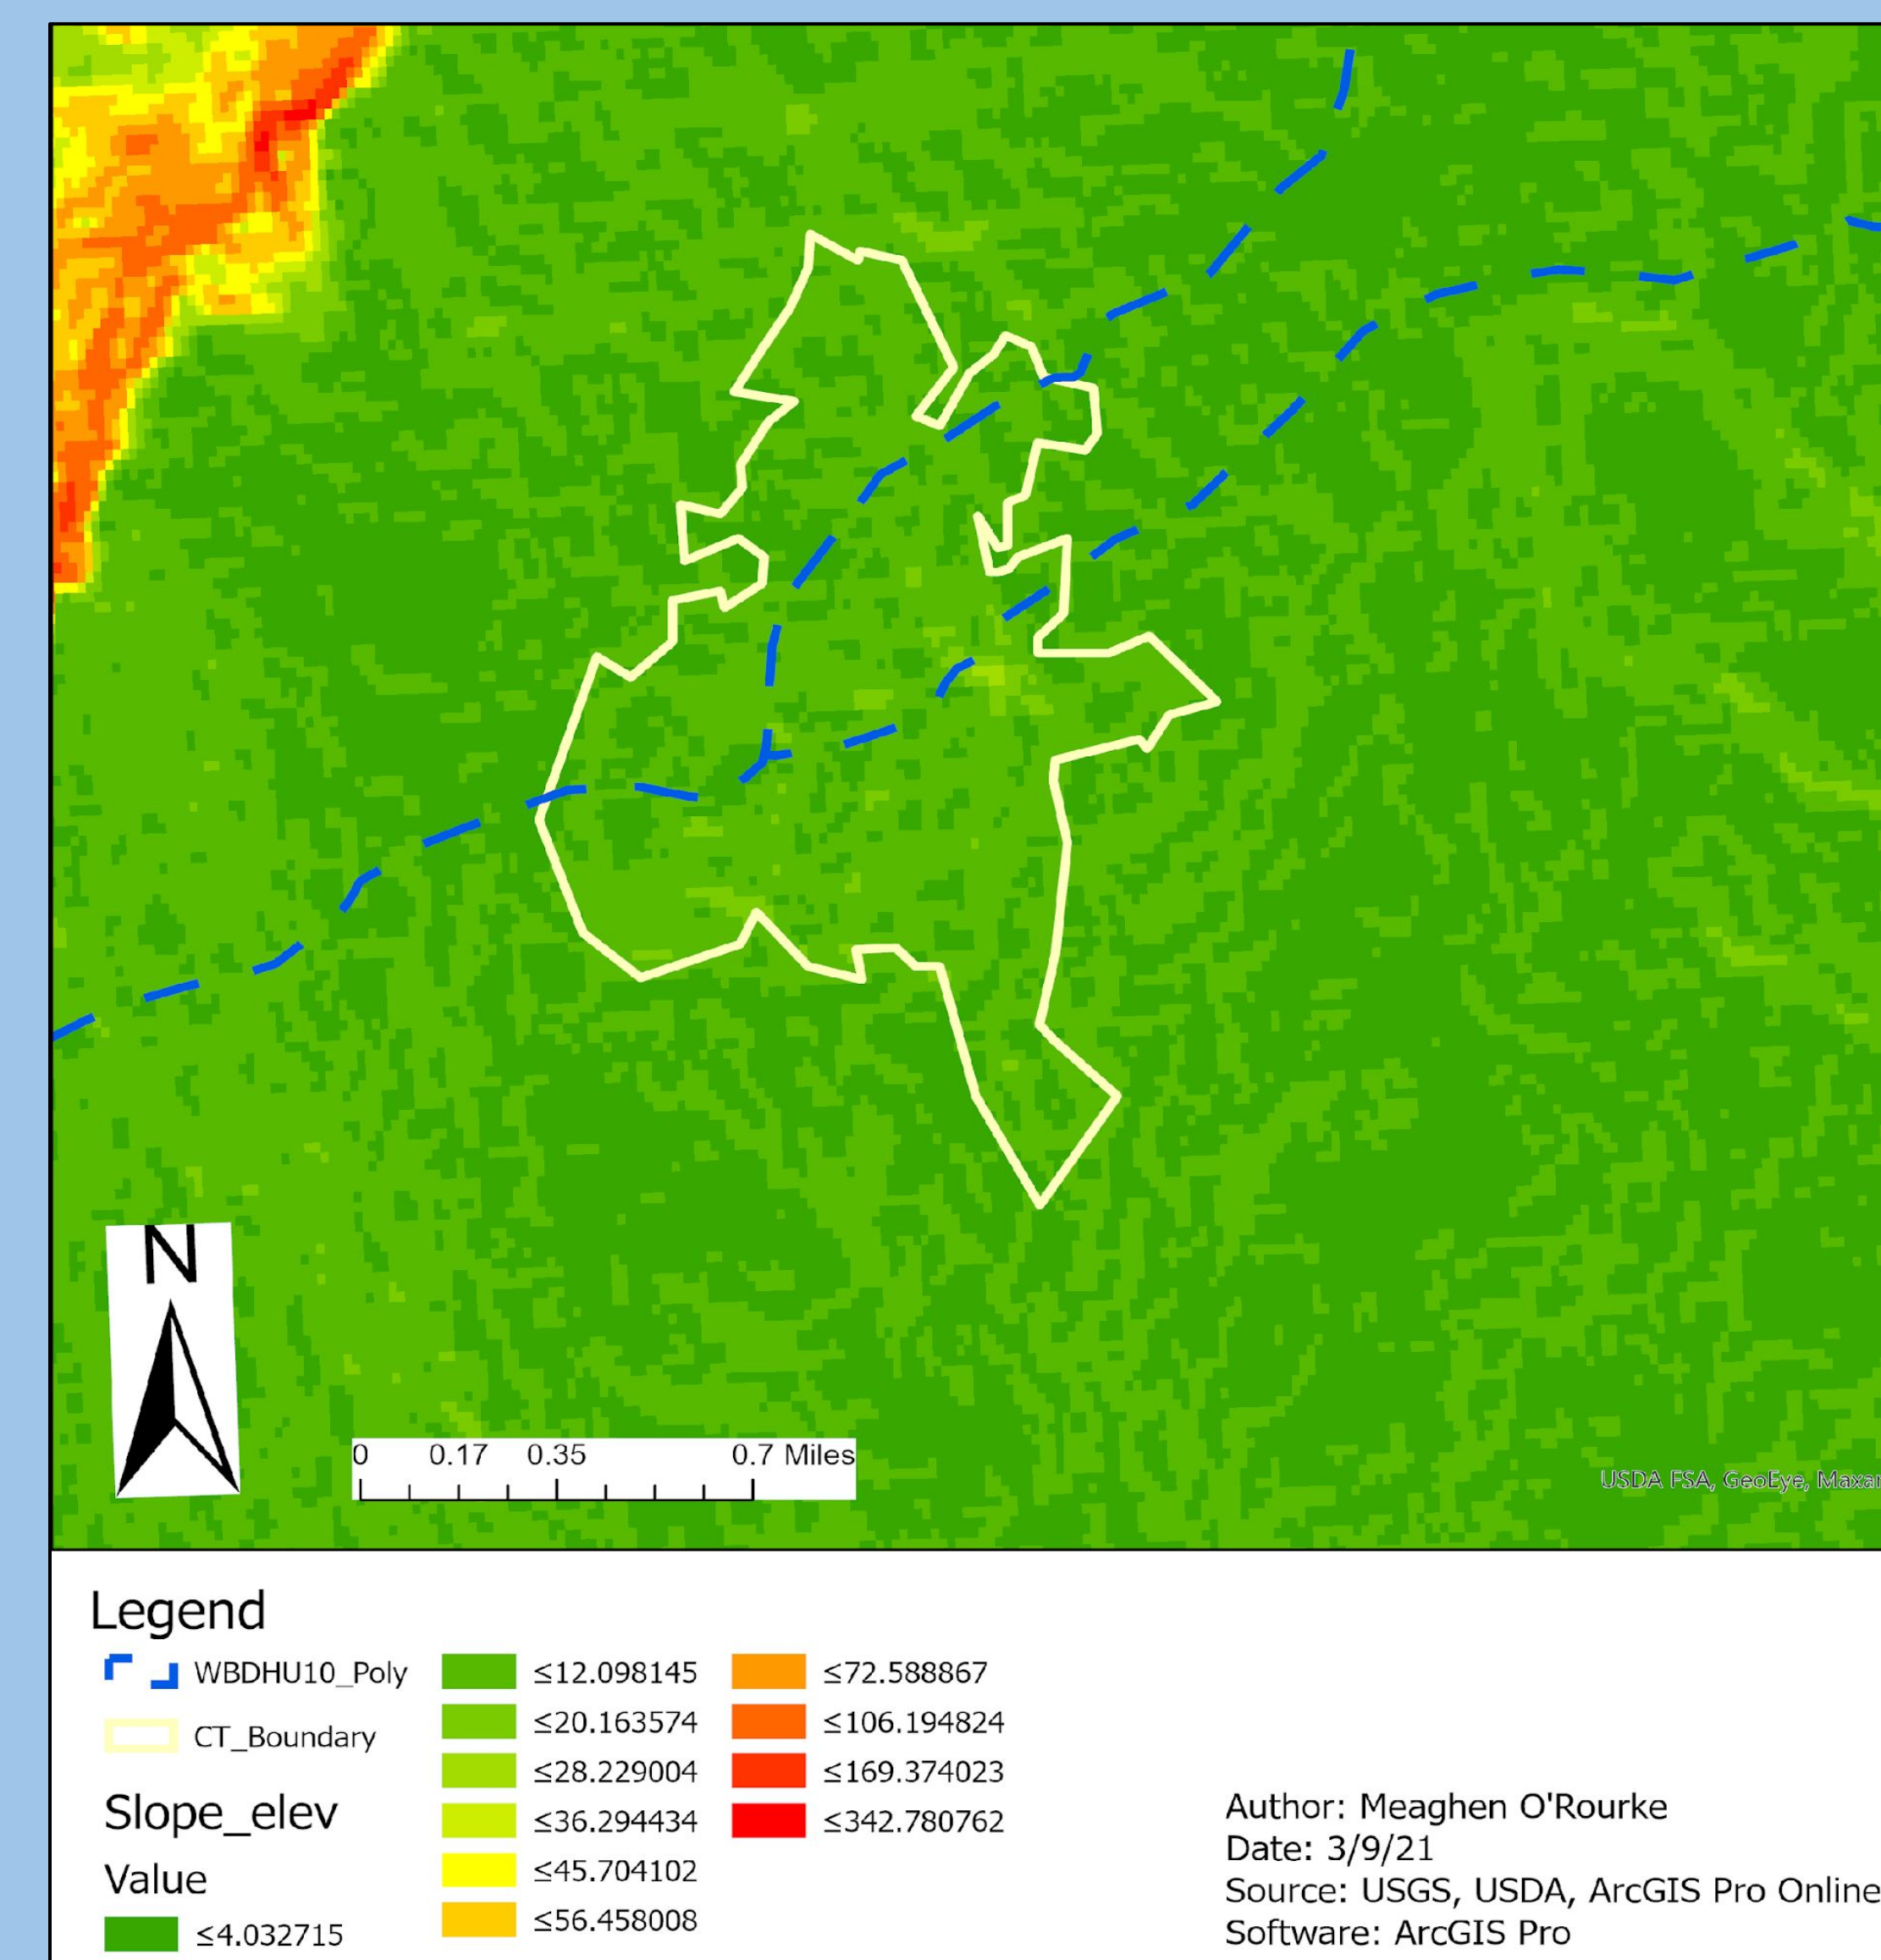 N
0 0.17 0.35 0.7 Miles
USDA FSA, GeoEye, Maxar
Legend
WBDHU10_Poly
CT_Boundary
Slope_elev
Value
≤4.032715
≤12.098145
≤20.163574
≤28.229004
≤36.294434
≤45.704102
≤56.458008
≤72.588867
≤106.194824
≤169.374023
≤342.780762
Author: Meaghen O'Rourke
Date: 3/9/21
Source: USGS, USDA, ArcGIS Pro Online
Software: ArcGIS Pro